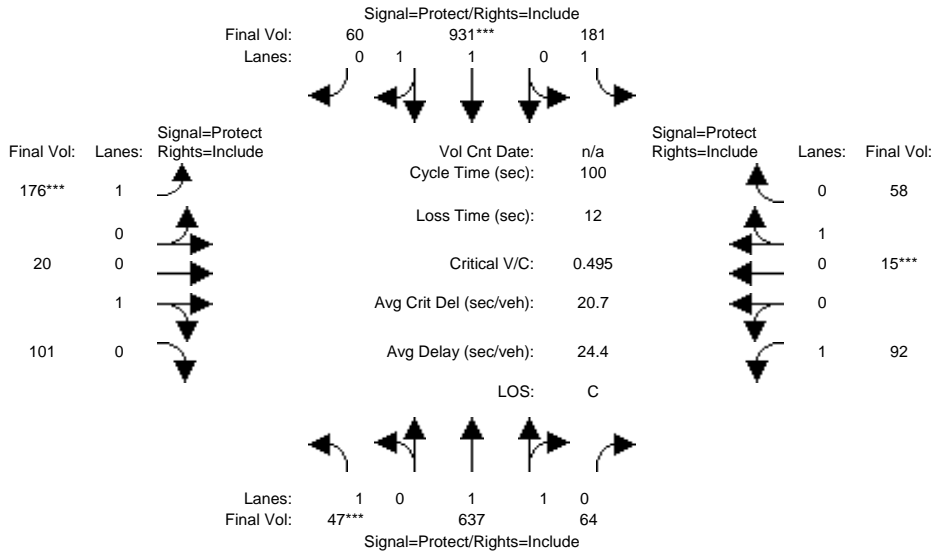 Signal=Protect/Rights=Include
Final Vol: 60 931*** 181
Lanes: 0 1 1 0 1
Signal=Protect Signal=Protect
Final Vol: Lanes: Rights=Include Vol Cnt Date: n/a Rights=Include Lanes: Final Vol:
Cycle Time (sec): 100
176*** 1 0 58
Loss Time (sec): 12
0 1
20 0 Critical V/C: 0.495 0 15***
1 Avg Crit Del (sec/veh): 20.7 0
101 0 Avg Delay (sec/veh): 24.4 1 92
LOS: C
Lanes: 1 0 1 1 0
Final Vol: 47*** 637 64
Signal=Protect/Rights=Include